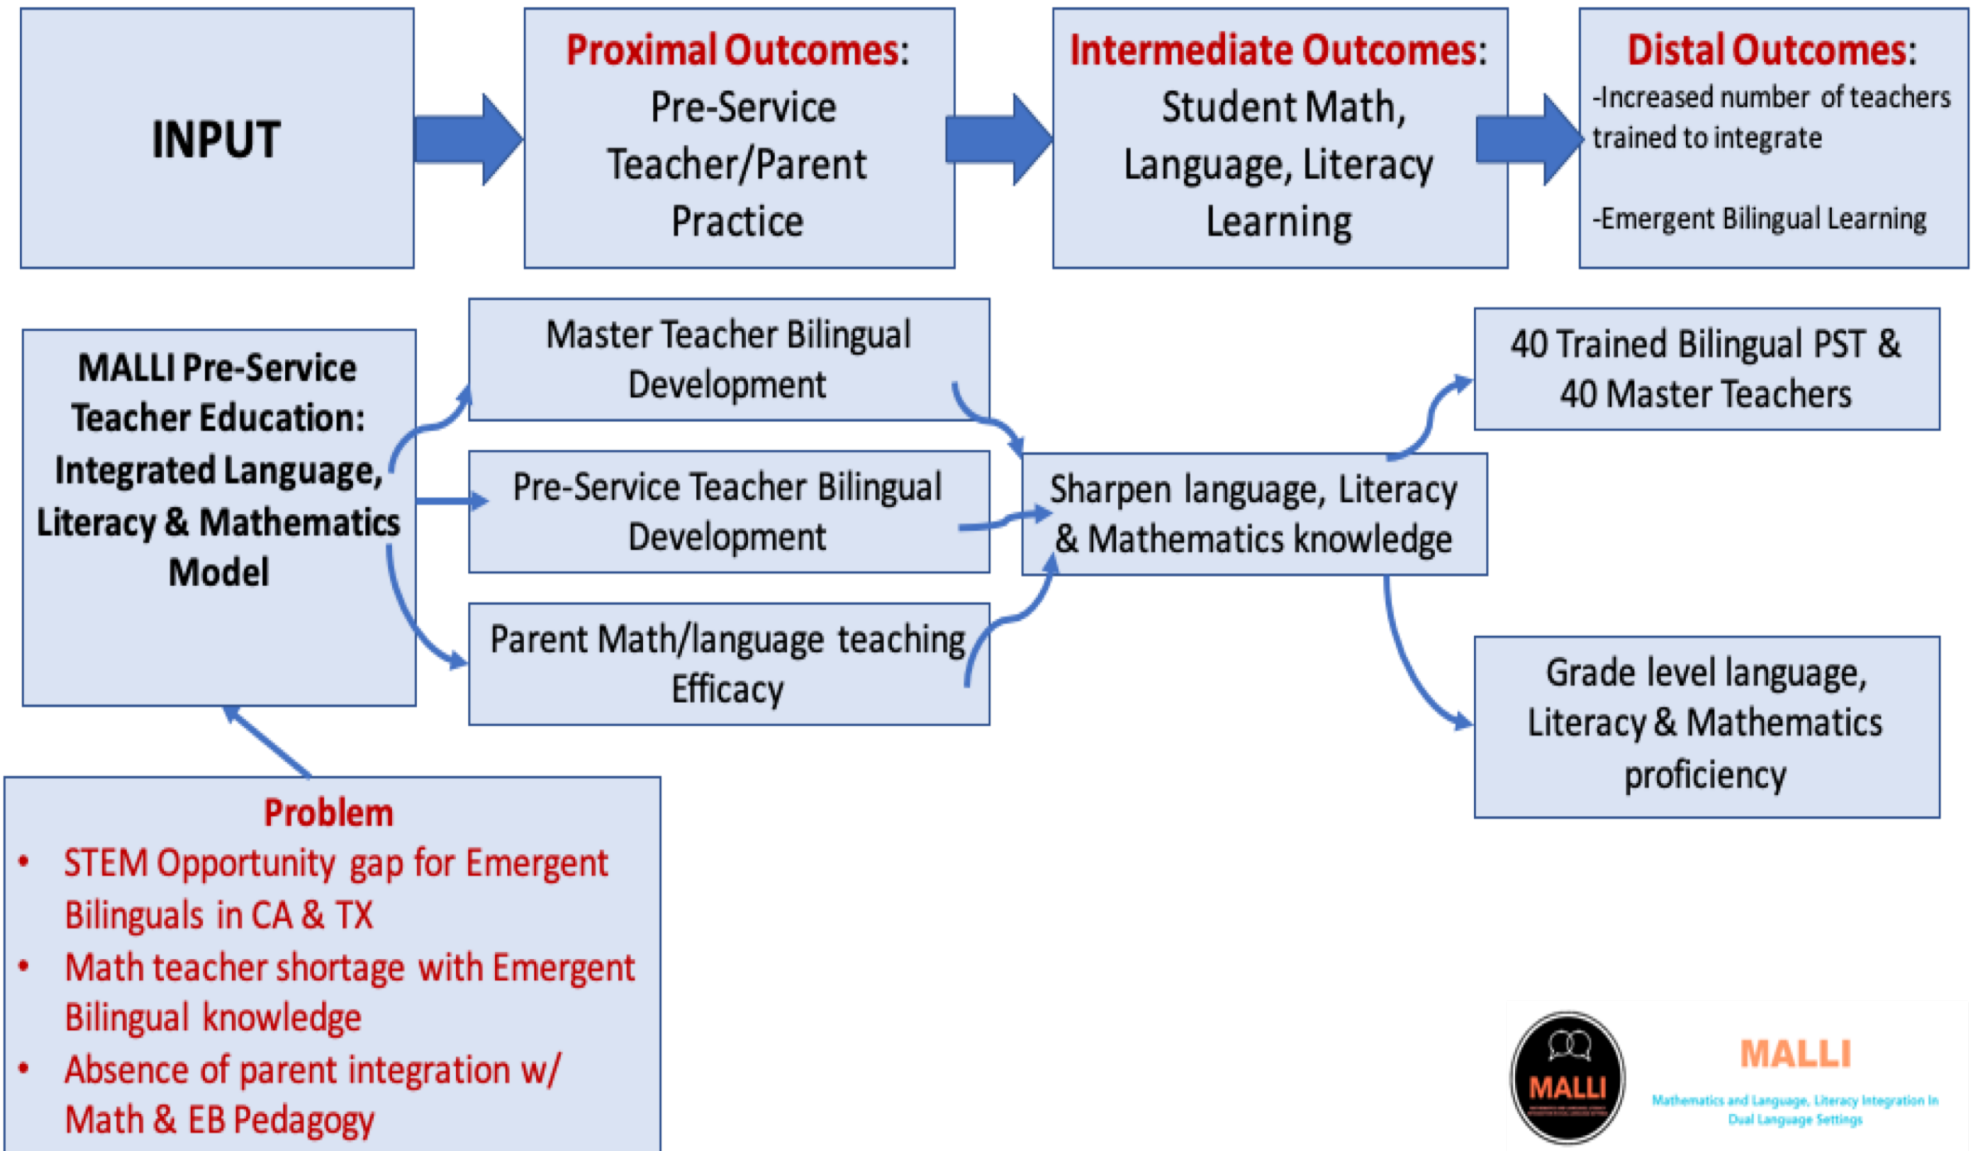 INPUT
Proximal Outcomes:
Pre-Service
Teacher/Parent
Practice
Intermediate Outcomes:
Student Math,
Language, Literacy
Learning
Distal Outcomes:
-Increased number of teachers
trained to integrate
-Emergent Bilingual Learning
MALLI Pre-Service
Teacher Education:
Integrated Language,
Literacy & Mathematics
Model
Master Teacher Bilingual
Development
Pre-Service Teacher Bilingual
Development
Parent Math/language teaching
Efficacy
Sharpen language, Literacy
& Mathematics knowledge
40 Trained Bilingual PST &
40 Master Teachers
Grade level language,
Literacy & Mathematics
proficiency
Problem
• STEM Opportunity gap for Emergent
Bilinguals in CA & TX
• Math teacher shortage with Emergent
Bilingual knowledge
• Absence of parent integration w/
Math & EB Pedagogy
MALLI
MALLI
Mathematics and Language, Literacy Integration In
Dual Language Settings